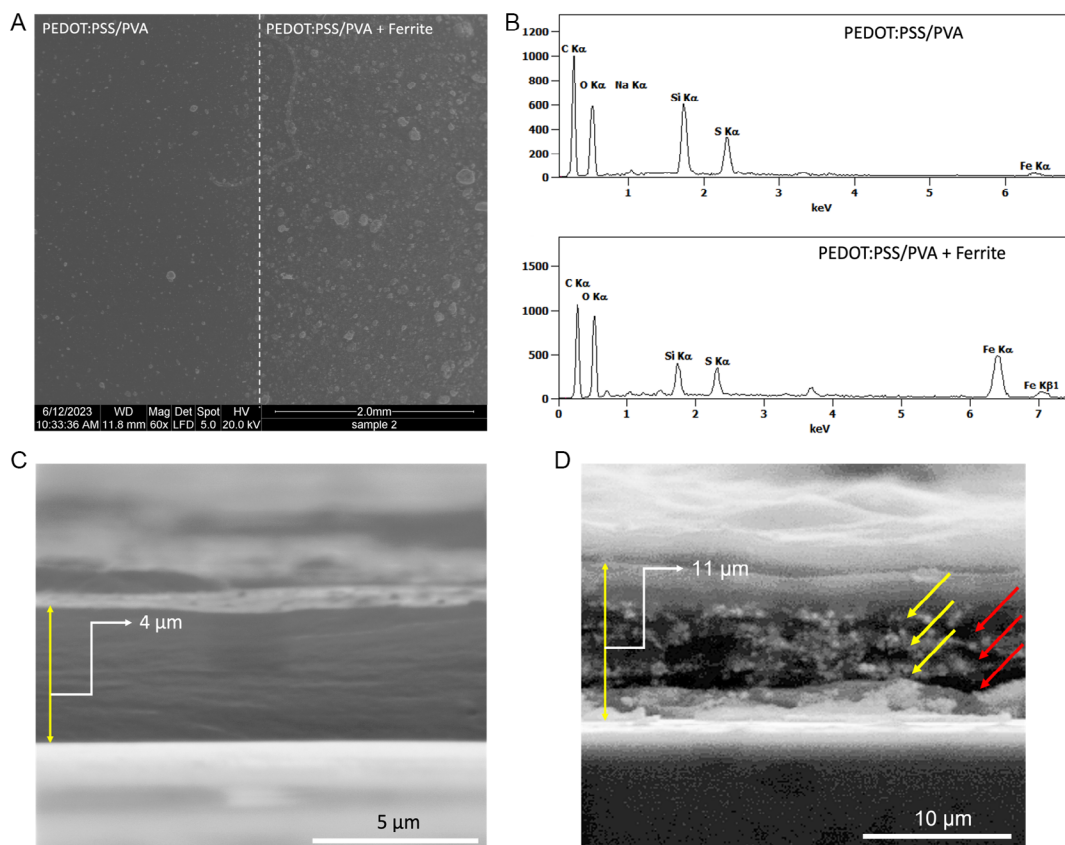 A
PEDOT:PSS/PVA
PEDOT:PSS/PVA + Ferrite
6/12/2023 WD Mag Det Spot HV 2.0mm
10:33:36 AM 11.8 mm 60x LFD 5.0 20.0 kV sample 2
B
PEDOT:PSS/PVA
1200
1000
800
600
400
200
0
C Kα
O Kα
Na Kα
Si Kα
S Kα
Fe Kα
1 2 3 4 5 6
keV
PEDOT:PSS/PVA + Ferrite
1500
1000
500
0
C Kα
O Kα
Si Kα
S Kα
Fe Kα
Fe Kβ1
0 1 2 3 4 5 6 7
keV
C
4 μm
5 μm
D
11 μm
10 μm